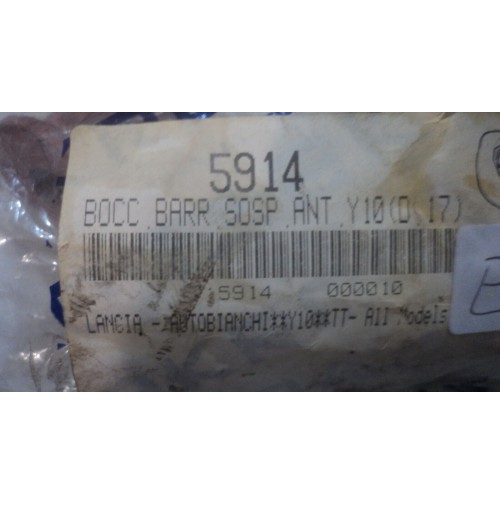 5914
BOCC.BARR.SOSP.ANT.Y10(D.17)
5914 000010
LANCIA - AUTOBIANCHI**Y10**TT- All Models